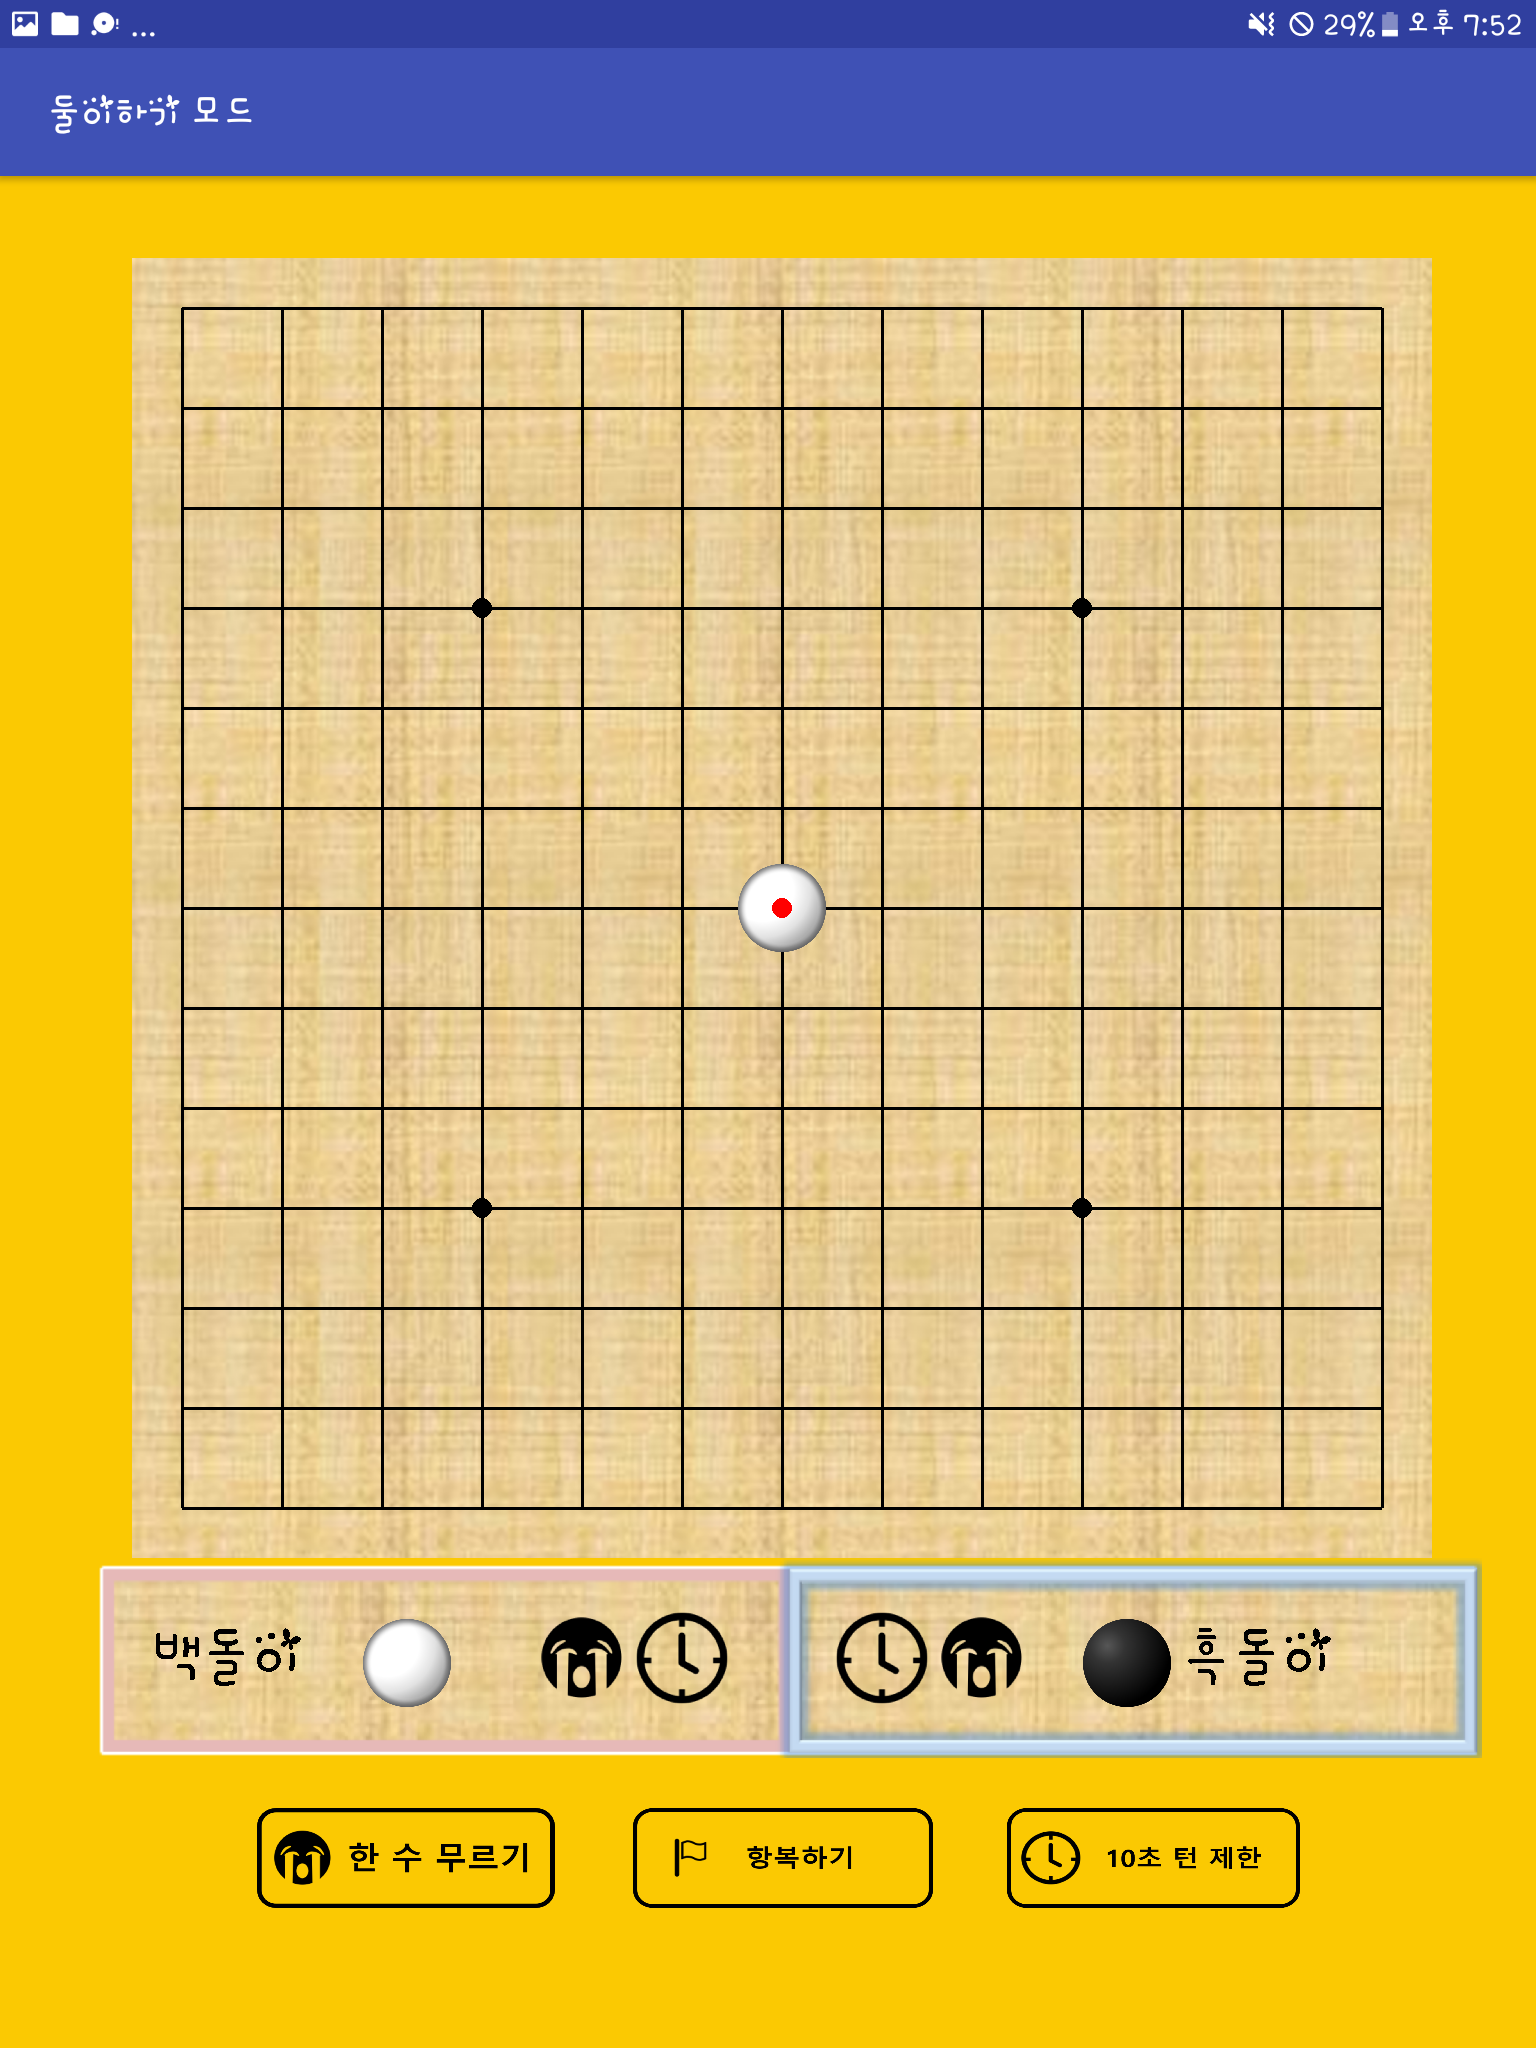 ... 29% 오후 7:52
둘이하기 모드
백돌이 흑돌이
한 수 무르기 항복하기 10초 턴 제한